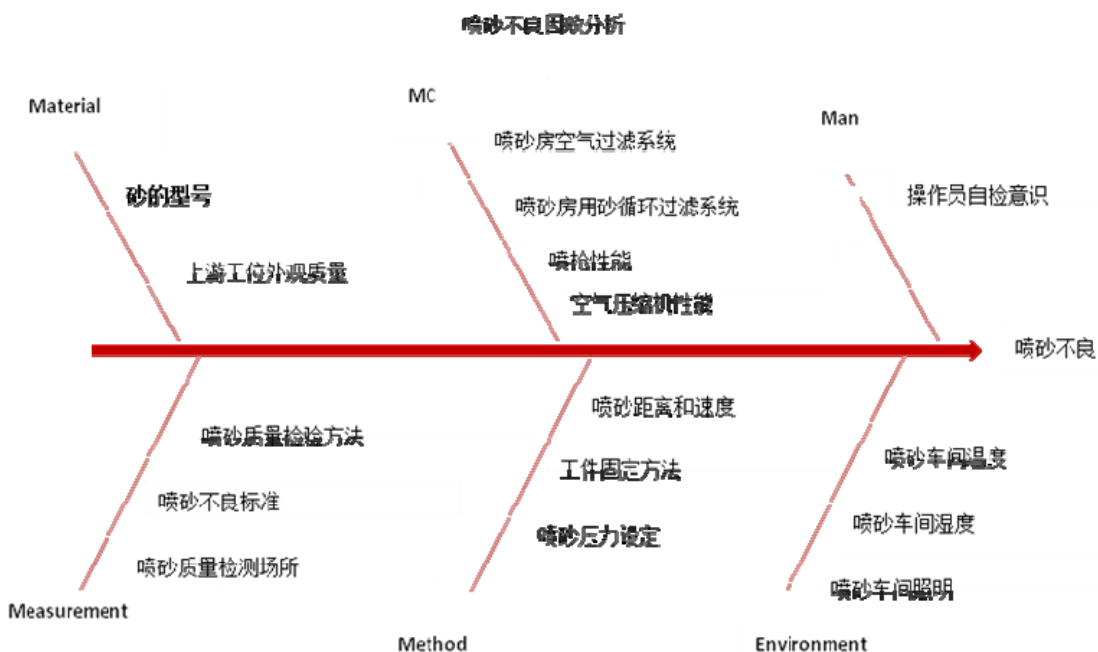 喷砂不良因数分析
Material
MC
Man
喷砂房空气过滤系统
砂的型号
操作员自检意识
喷砂房用砂循环过滤系统
上游工位外观质量
喷枪性能
空气压缩机性能
喷砂不良
喷砂距离和速度
喷砂质量检验方法
喷砂车间温度
工件固定方法
喷砂不良标准
喷砂车间湿度
喷砂压力设定
喷砂质量检测场所
喷砂车间照明
Measurement
Method
Environment